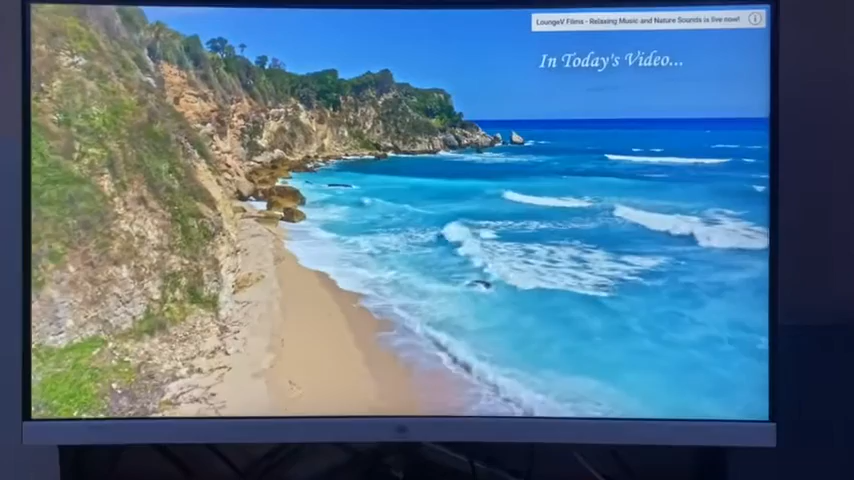 LoungeV Films - Relaxing Music and Nature Sounds is live now!
In Today's Video...